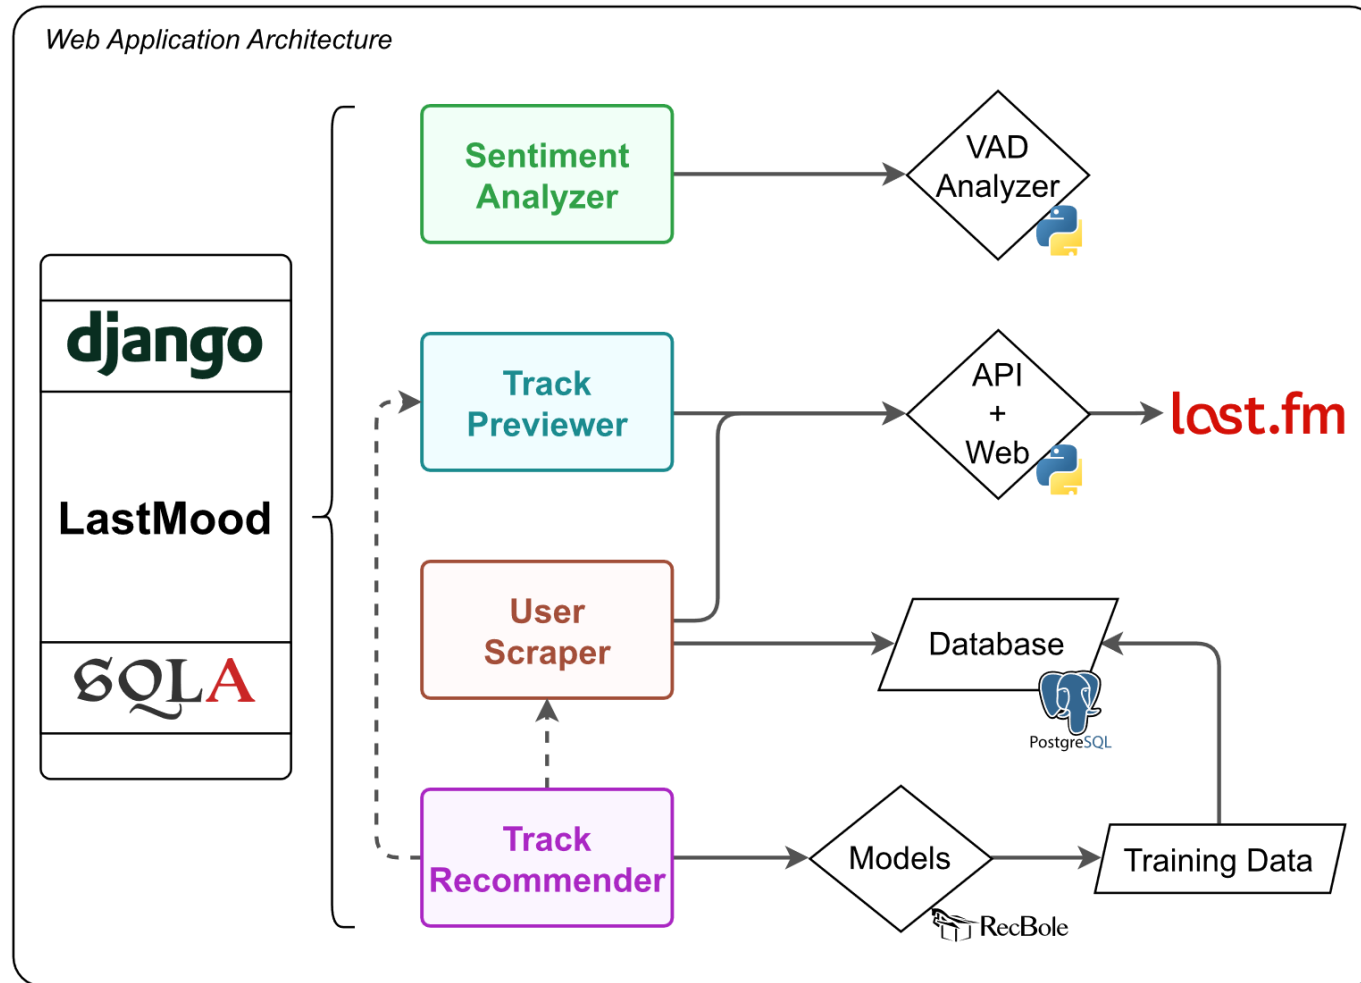 Web Application Architecture
Sentiment
Analyzer
VAD
Analyzer
django
Track
Previewer
API
+
Web
last.fm
LastMood
User
Scraper
Database
PostgreSQL
SQLA
Track
Recommender
Models
Training Data
RecBole